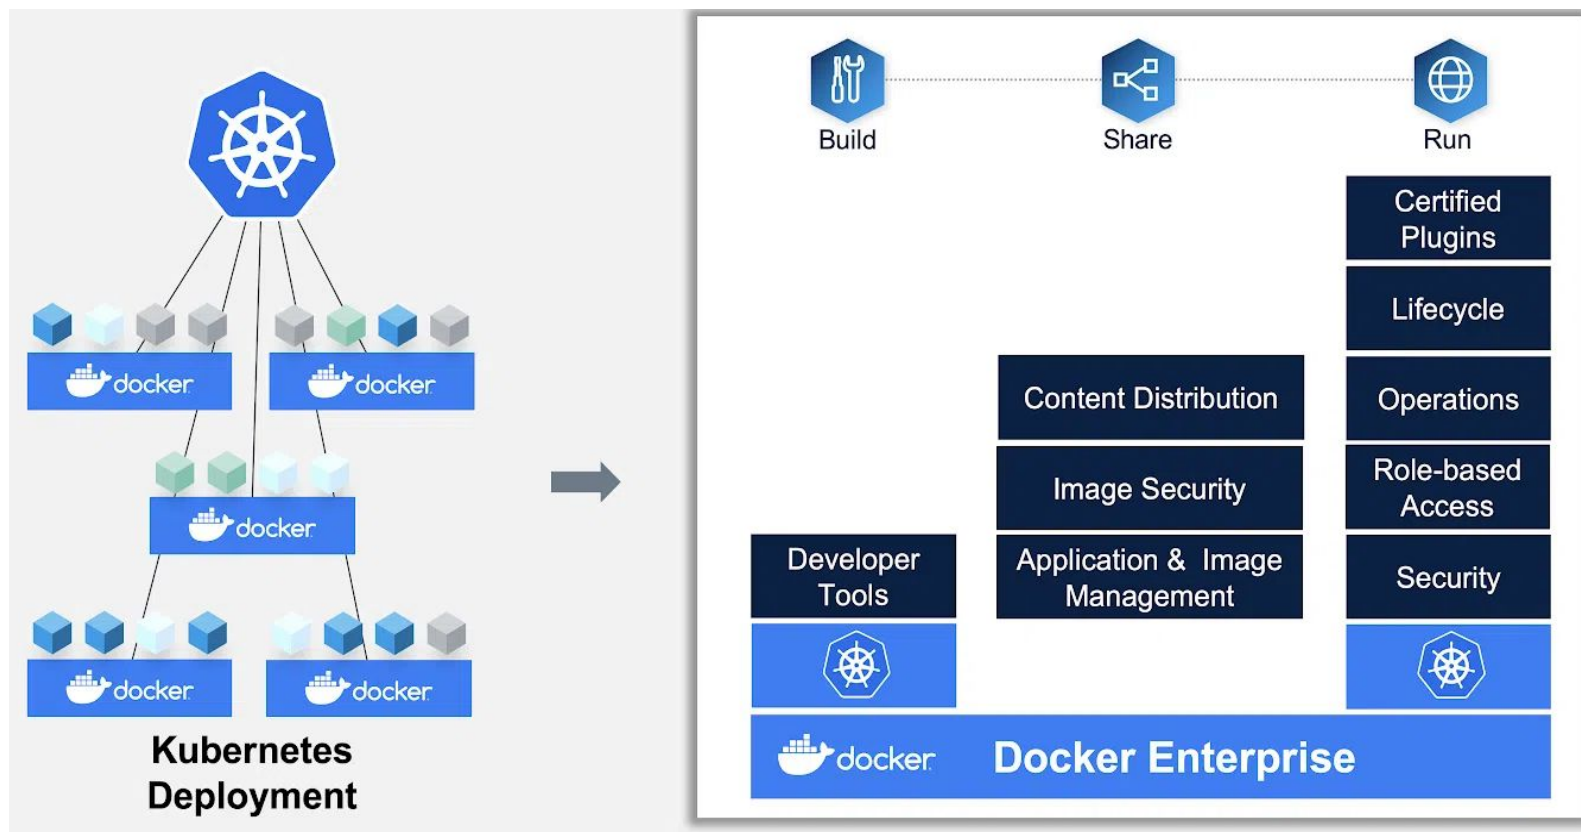 docker
docker
docker
docker
docker
Kubernetes
Deployment
Build
Share
Run
Certified
Plugins
Lifecycle
Content Distribution
Operations
Image Security
Role-based
Access
Developer
Tools
Application & Image
Management
Security
docker
Docker Enterprise